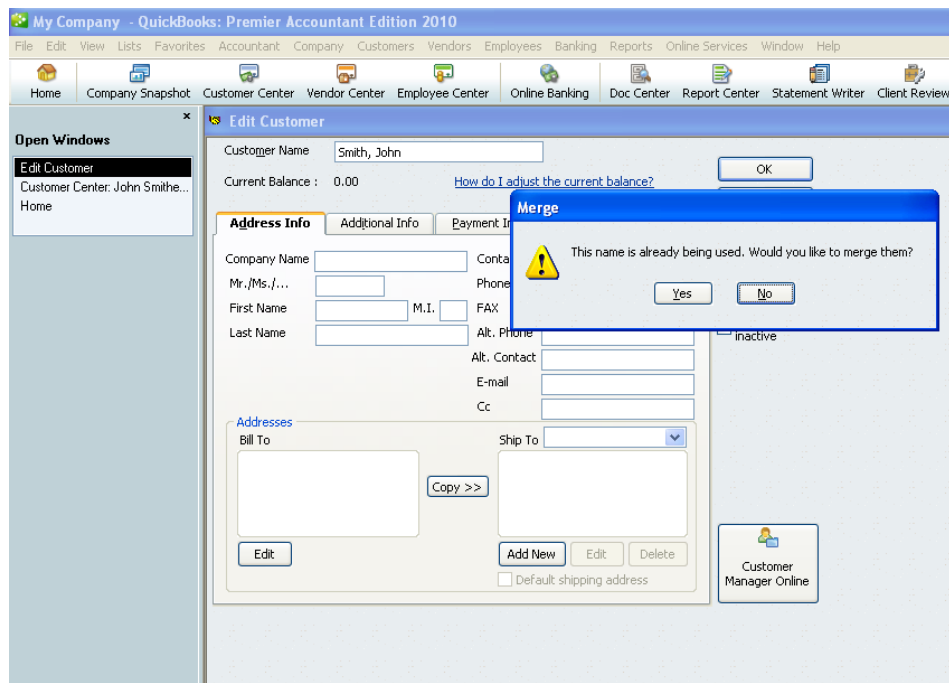 My Company - QuickBooks: Premier Accountant Edition 2010
File Edit View Lists Favorites Accountant Company Customers Vendors Employees Banking Reports Online Services Window Help
Home Company Snapshot Customer Center Vendor Center Employee Center Online Banking Doc Center Report Center Statement Writer Client Review
Open Windows
Edit Customer
Customer Center: John Smithe...
Home
Edit Customer
Customer Name Smith, John
Current Balance : 0.00 How do I adjust the current balance?
OK
Merge
This name is already being used. Would you like to merge them?
Yes No
Address Info Additional Info Payment
Company Name
Mr./Ms./...
Phone
First Name M.I. FAX
Last Name Alt. Phone
inactive
Alt. Contact
E-mail
Cc
Addresses
Bill To Ship To
Copy >>
Edit Add New Edit Delete
Default shipping address
Customer
Manager Online